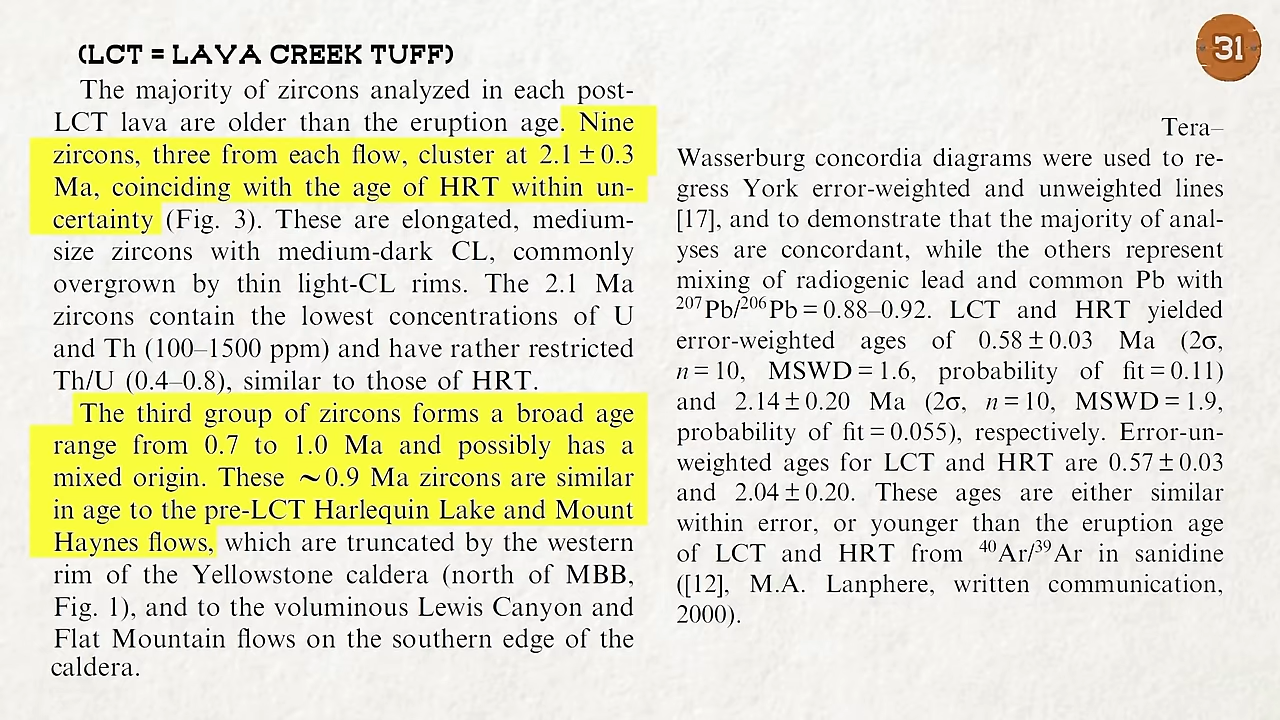 (LCT = LAVA CREEK TUFF)
31
The majority of zircons analyzed in each post-
LCT lava are older than the eruption age. Nine
zircons, three from each flow, cluster at 2.1 ± 0.3
Ma, coinciding with the age of HRT within un-
certainty (Fig. 3). These are elongated, medium-
size zircons with medium-dark CL, commonly
overgrown by thin light-CL rims. The 2.1 Ma
zircons contain the lowest concentrations of U
and Th (100–1500 ppm) and have rather restricted
Th/U (0.4–0.8), similar to those of HRT.
The third group of zircons forms a broad age
range from 0.7 to 1.0 Ma and possibly has a
mixed origin. These ~0.9 Ma zircons are similar
in age to the pre-LCT Harlequin Lake and Mount
Haynes flows, which are truncated by the western
rim of the Yellowstone caldera (north of MBB,
Fig. 1), and to the voluminous Lewis Canyon and
Flat Mountain flows on the southern edge of the
caldera.
Tera–
Wasserburg concordia diagrams were used to re-
gress York error-weighted and unweighted lines
[17], and to demonstrate that the majority of anal-
yses are concordant, while the others represent
mixing of radiogenic lead and common Pb with
²⁰⁷Pb/²⁰⁶Pb = 0.88–0.92. LCT and HRT yielded
error-weighted ages of 0.58 ± 0.03 Ma (2σ,
n = 10, MSWD = 1.6, probability of fit = 0.11)
and 2.14 ± 0.20 Ma (2σ, n = 10, MSWD = 1.9,
probability of fit = 0.055), respectively. Error-un-
weighted ages for LCT and HRT are 0.57 ± 0.03
and 2.04 ± 0.20. These ages are either similar
within error, or younger than the eruption age
of LCT and HRT from ⁴⁰Ar/³⁹Ar in sanidine
([12], M.A. Lanphere, written communication,
2000).